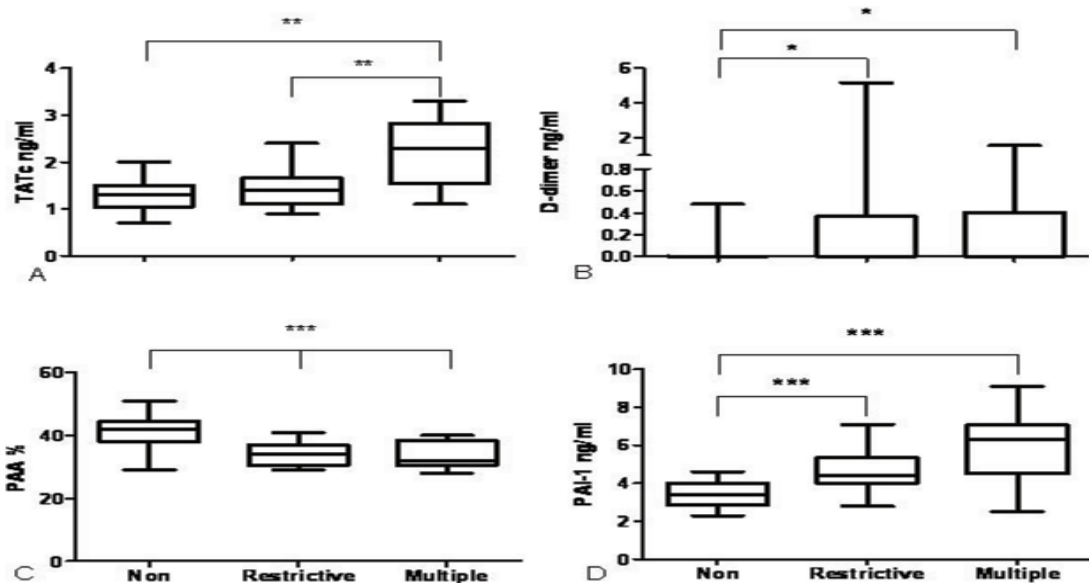 **
**
4
3
2
1
0
TATc ng/ml
A
*
*
6
4
2
0.8
0.6
0.4
0.2
0.0
D-dimer ng/ml
B
***
60
40
20
0
PAA %
Non
Restrictive
Multiple
C
***
***
10
8
6
4
2
0
PAI-1 ng/ml
Non
Restrictive
Multiple
D